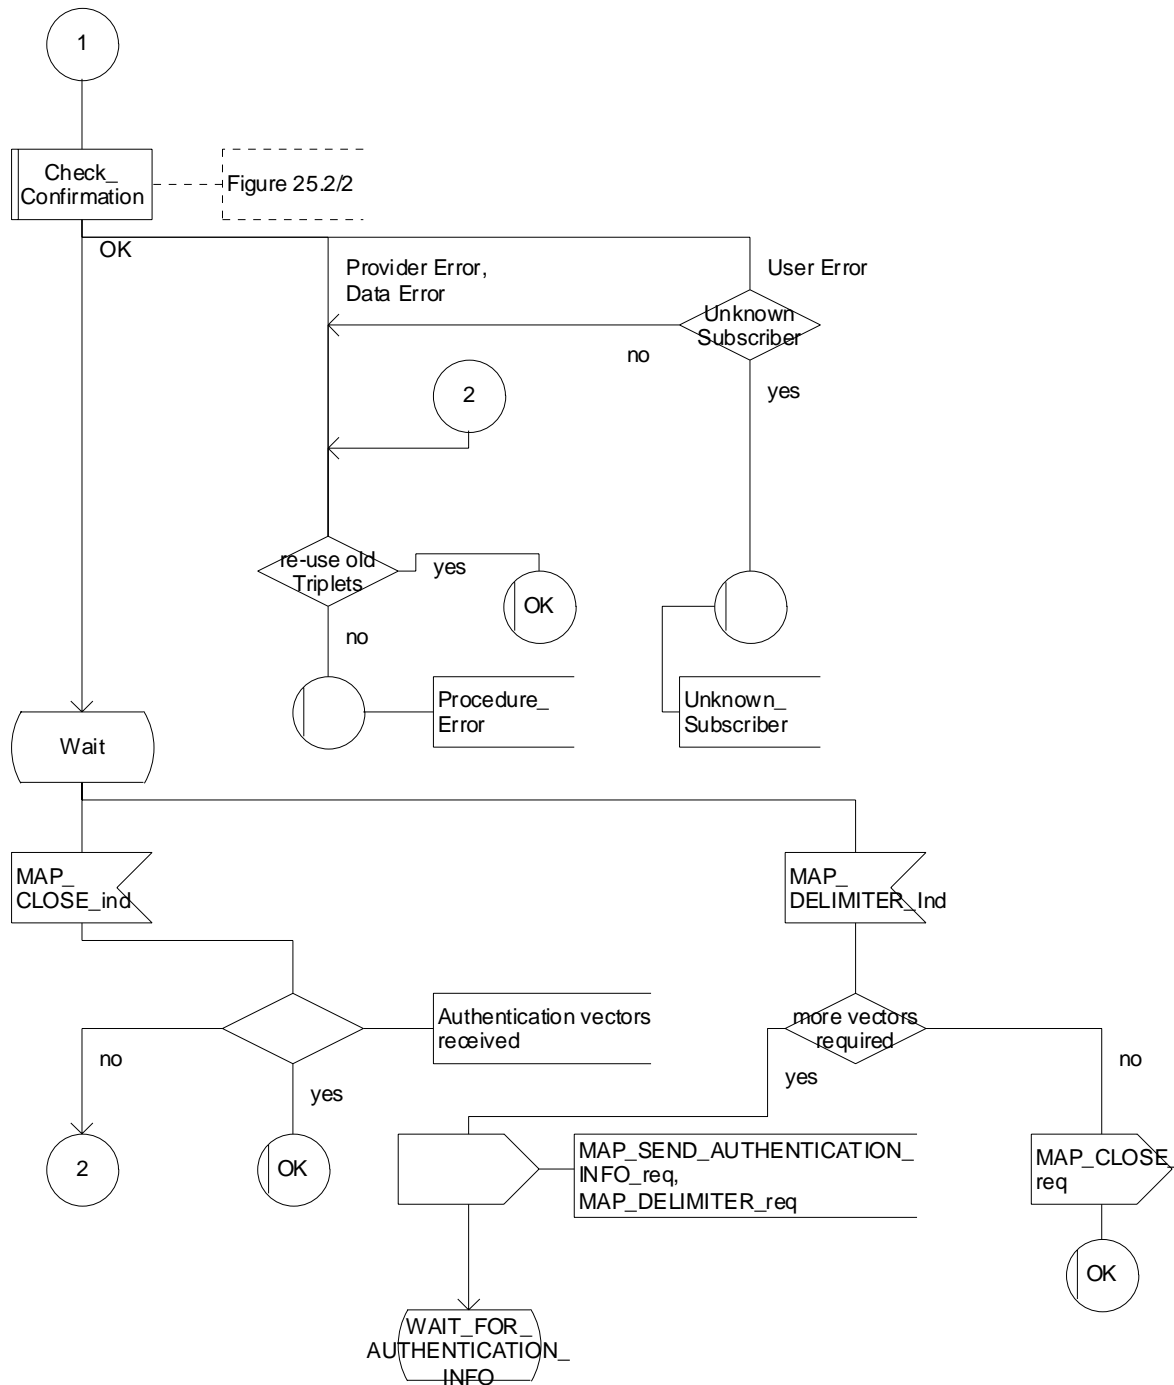 1
Check_
Confirmation
Figure 25.2/2
OK
Provider Error,
Data Error
User Error
Unknown
Subscriber
no
yes
2
re-use old
Triplets
yes
OK
no
Procedure_
Error
Unknown_
Subscriber
Wait
MAP_
CLOSE_ind
MAP_
DELIMITER_Ind
Authentication vectors
received
more vectors
required
no
yes
yes
no
2
OK
MAP_SEND_AUTHENTICATION_
INFO_req,
MAP_DELIMITER_req
MAP_CLOSE_
req
OK
WAIT_FOR_
AUTHENTICATION_
INFO